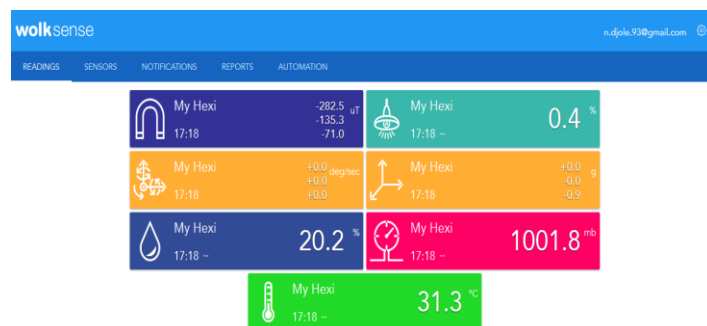 wolksense
n.djole.93@gmail.com
READINGS SENSORS NOTIFICATIONS REPORTS AUTOMATION
My Hexi
17:18
-282.5 uT
-135.3
-71.0
My Hexi
17:18 --
0.4 %
My Hexi
17:18
+0.0 deg/sec
+0.0
+0.0
My Hexi
17:18
+0.0 g
-0.0
-0.9
My Hexi
17:18 --
20.2 %
My Hexi
17:18 --
1001.8 mb
My Hexi
17:18 --
31.3 °C